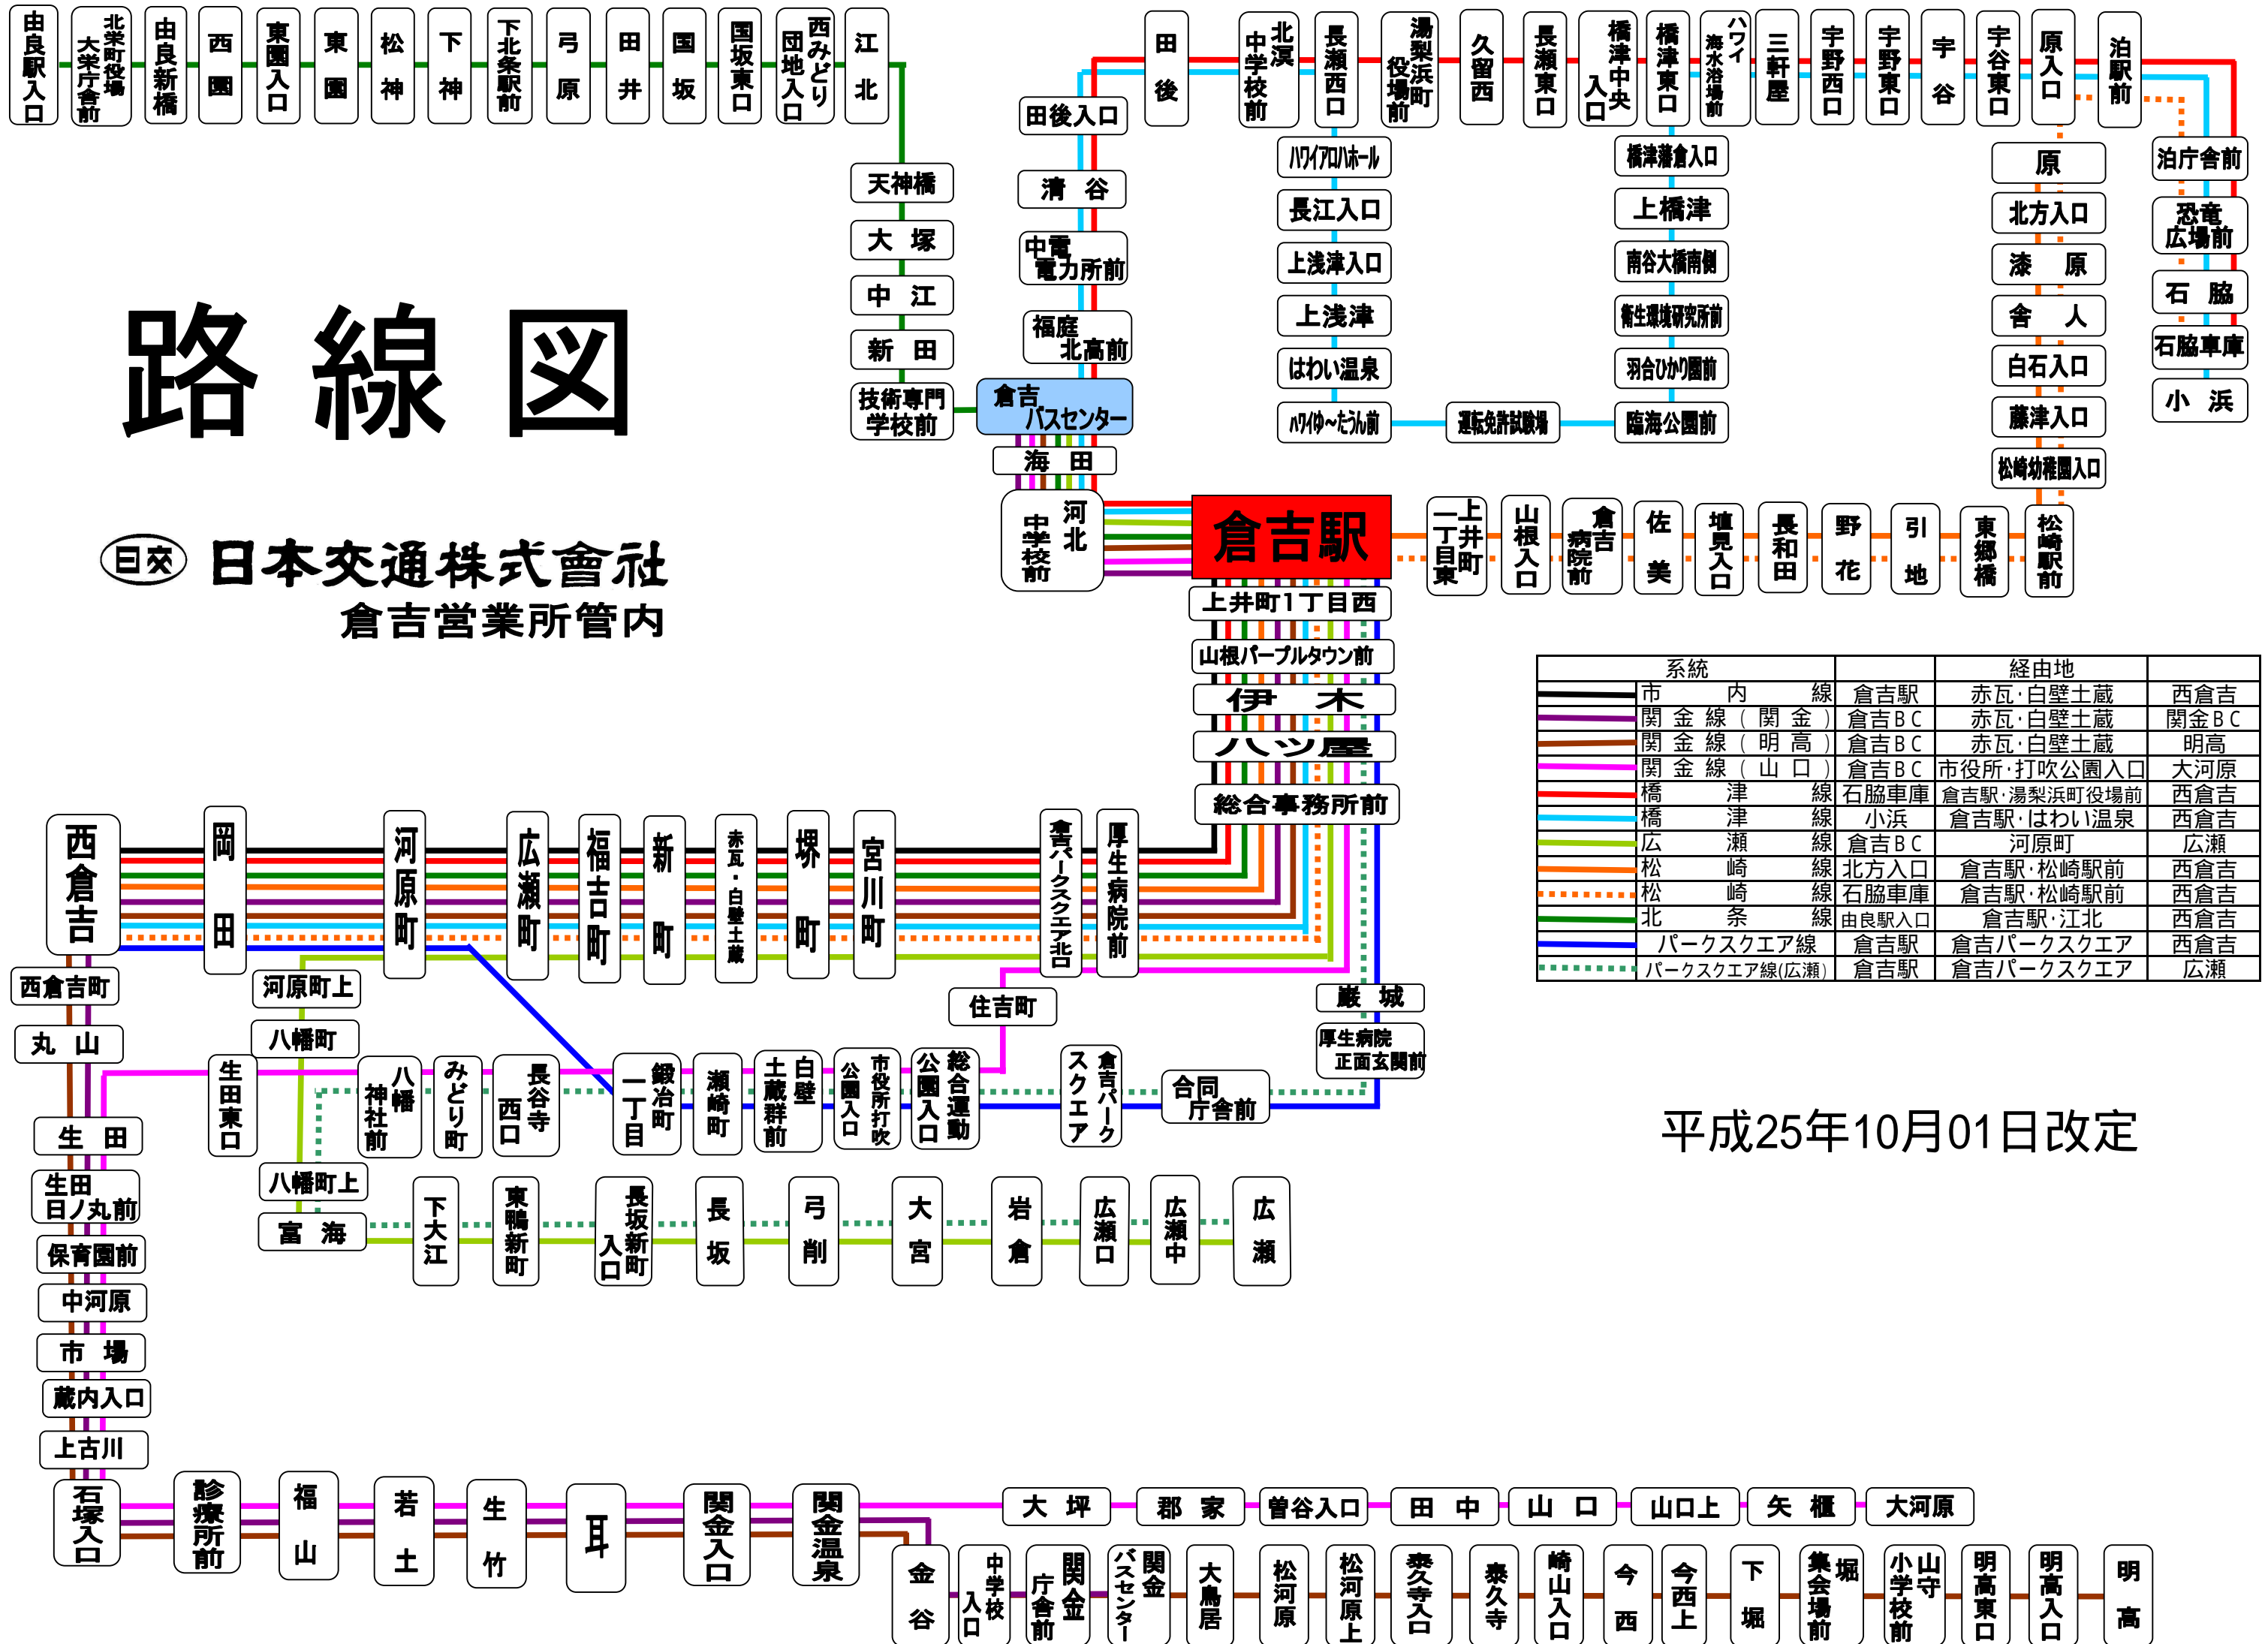 由良駅入口
北栄町役場
大栄庁舎前
由良新橋
西園
東園入口
東園
松神
下神
下北条駅前
弓原
田井
国坂
国坂東口
西みどり
団地入口
江北
天神橋
大塚
中江
新田
技術専門
学校前
倉吉
バスセンター
田後
北溟
中学校前
長瀬西口
湯梨浜町
役場前
久留西
長瀬東口
橋津中央
入口
橋津東口
ハワイ
海水浴場前
三軒屋
宇野西口
宇野東口
宇谷
宇谷東口
原入口
泊駅前
田後入口
清谷
中電
電力所前
福庭
北高前
ハワイアロハホール
長江入口
上浅津入口
上浅津
はわい温泉
ハワイゆ～たうん前
運転免許試験場
橋津藩倉入口
上橋津
南谷大橋南側
衛生環境研究所前
羽合ひかり園前
臨海公園前
原
北方入口
漆原
舎人
白石入口
藤津入口
松崎幼稚園入口
泊庁舎前
恐竜
広場前
石脇
石脇車庫
小浜
路線図
日交 日本交通株式會社
倉吉営業所管内
海田
河北
中学校前
倉吉駅
上井町
一丁目東
山根入口
倉吉
病院前
佐美
埴見入口
長和田
野花
引地
東郷橋
松崎駅前
上井町1丁目西
山根パープルタウン前
伊木
八ッ屋
総合事務所前
系統 経由地
市内線 倉吉駅 赤瓦・白壁土蔵 西倉吉
関金線(関金) 倉吉BC 赤瓦・白壁土蔵 関金BC
関金線(明高) 倉吉BC 赤瓦・白壁土蔵 明高
関金線(山口) 倉吉BC 市役所・打吹公園入口 大河原
橋津線 石脇車庫 倉吉駅・湯梨浜町役場前 西倉吉
橋津線 小浜 倉吉駅・はわい温泉 西倉吉
広瀬線 倉吉BC 河原町 広瀬
松崎線 北方入口 倉吉駅・松崎駅前 西倉吉
松崎線 石脇車庫 倉吉駅・松崎駅前 西倉吉
北条線 由良駅入口 倉吉駅・江北 西倉吉
パークスクエア線 倉吉駅 倉吉パークスクエア 西倉吉
パークスクエア線(広瀬) 倉吉駅 倉吉パークスクエア 広瀬
西倉吉
岡田
河原町
広瀬町
福吉町
新町
赤瓦・白壁土蔵
堺町
宮川町
倉吉パークスクエア北口
厚生病院前
西倉吉町
丸山
河原町上
八幡町
住吉町
巌城
厚生病院
正面玄関前
生田東口
八幡
神社前
みどり町
長谷寺
西口
鍛冶町
一丁目
瀬崎町
白壁
土蔵群前
市役所打吹
公園入口
総合運動
公園入口
倉吉パーク
スクエア
合同
庁舎前
平成25年10月01日改定
生田
生田
日ノ丸前
保育園前
中河原
市場
蔵内入口
上古川
八幡町上
富海
下大江
東鴨新町
長坂新町
入口
長坂
弓削
大宮
岩倉
広瀬口
広瀬中
広瀬
石塚入口
診療所前
福山
若土
生竹
耳
関金入口
関金温泉
大坪
郡家
曽谷入口
田中
山口
山口上
矢櫃
大河原
金谷
中学校
入口
関金
庁舎前
関金
バスセンター
大鳥居
松河原
松河原上
泰久寺入口
泰久寺
崎山入口
今西
今西上
下堀
堀
集会場前
山守
小学校前
明高東口
明高入口
明高